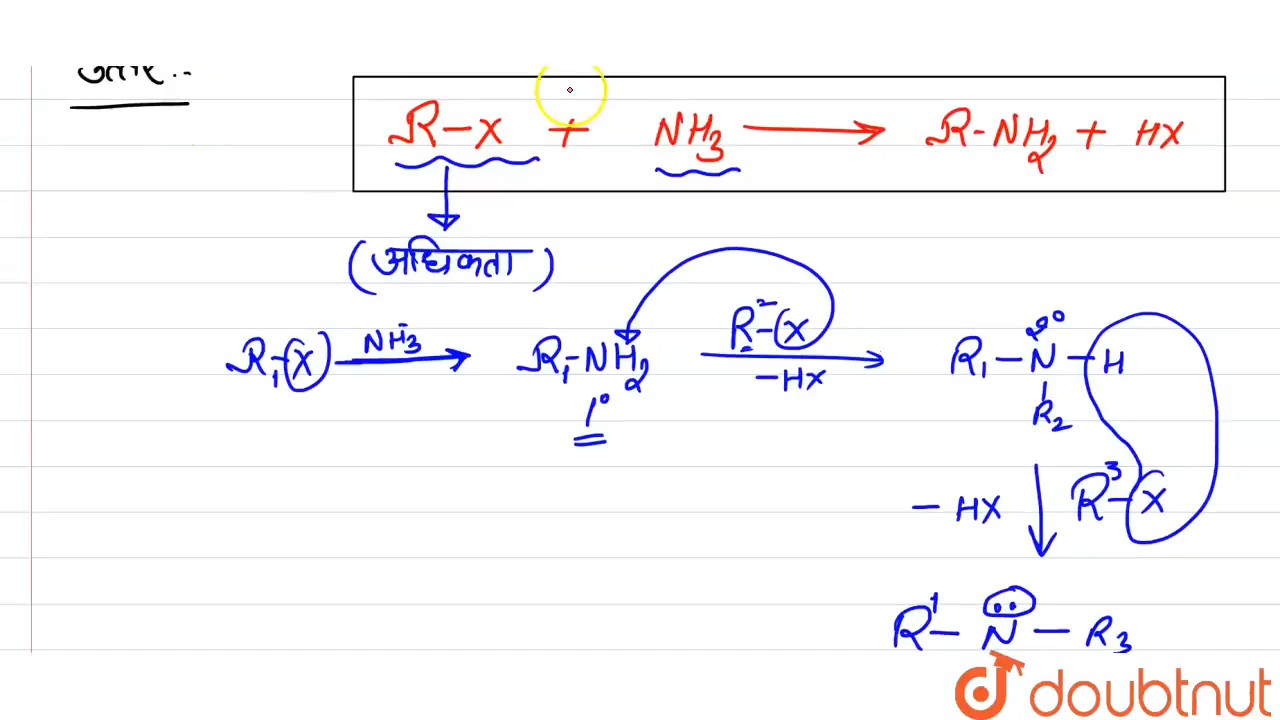 R-X + NH3 ⟶ R-NH2 + HX
(अधिकता)
R1-X NH3 ⟶ R1-NH2 R2-X -HX ⟶ R1-N-H
1° R2
-HX R3-X
R1-N̈-R3
doubtnut